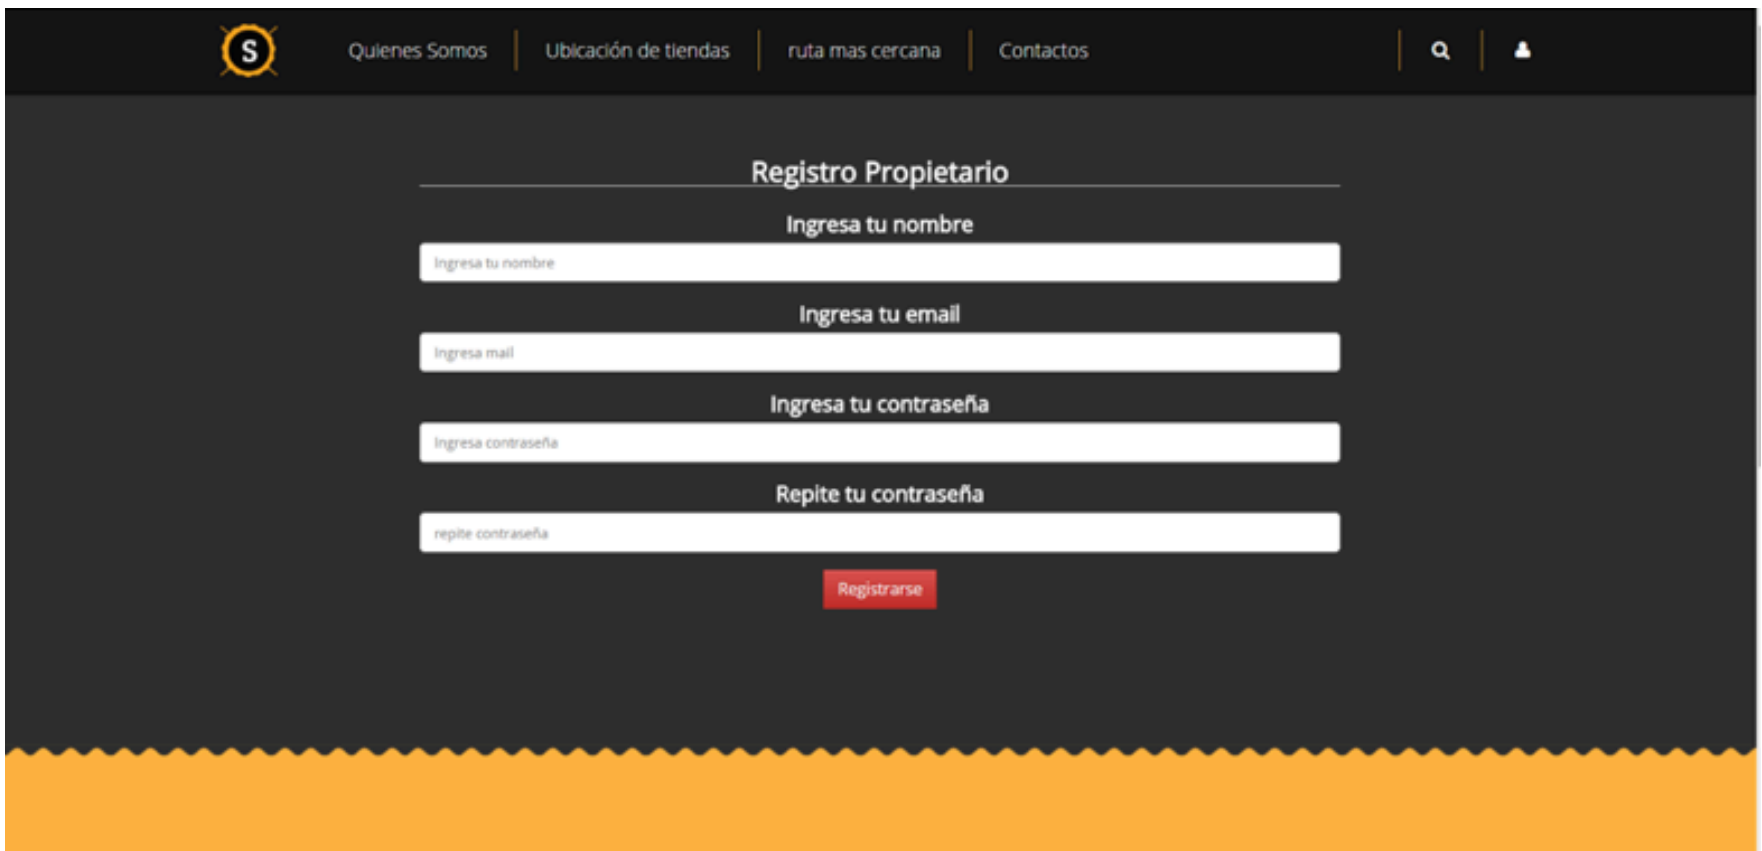 S
Quienes Somos
Ubicación de tiendas
ruta mas cercana
Contactos
Registro Propietario
Ingresa tu nombre
Ingresa tu nombre
Ingresa tu email
Ingresa mail
Ingresa tu contraseña
Ingresa contraseña
Repite tu contraseña
repite contraseña
Registrarse